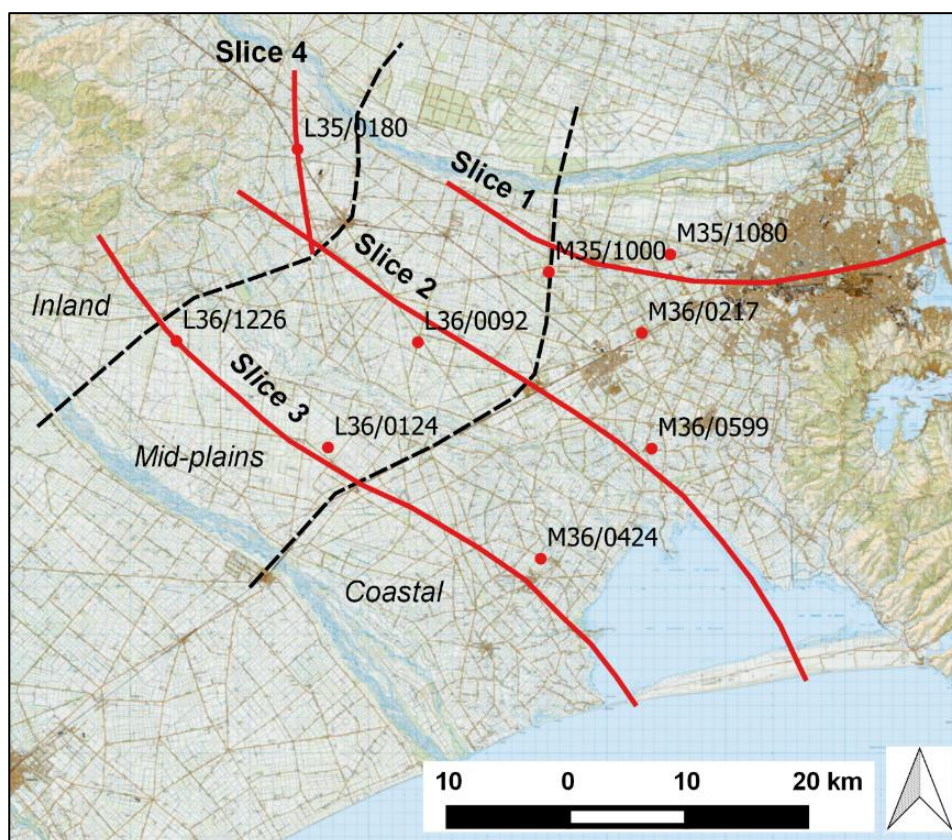 Slice 4
L35/0180
Slice 1
M35/1080
M35/1000
Slice 2
Inland
L36/1226
L36/0092
M36/0217
Slice 3
L36/0124
M36/0599
Mid-plains
M36/0424
Coastal
10 0 10 20 km